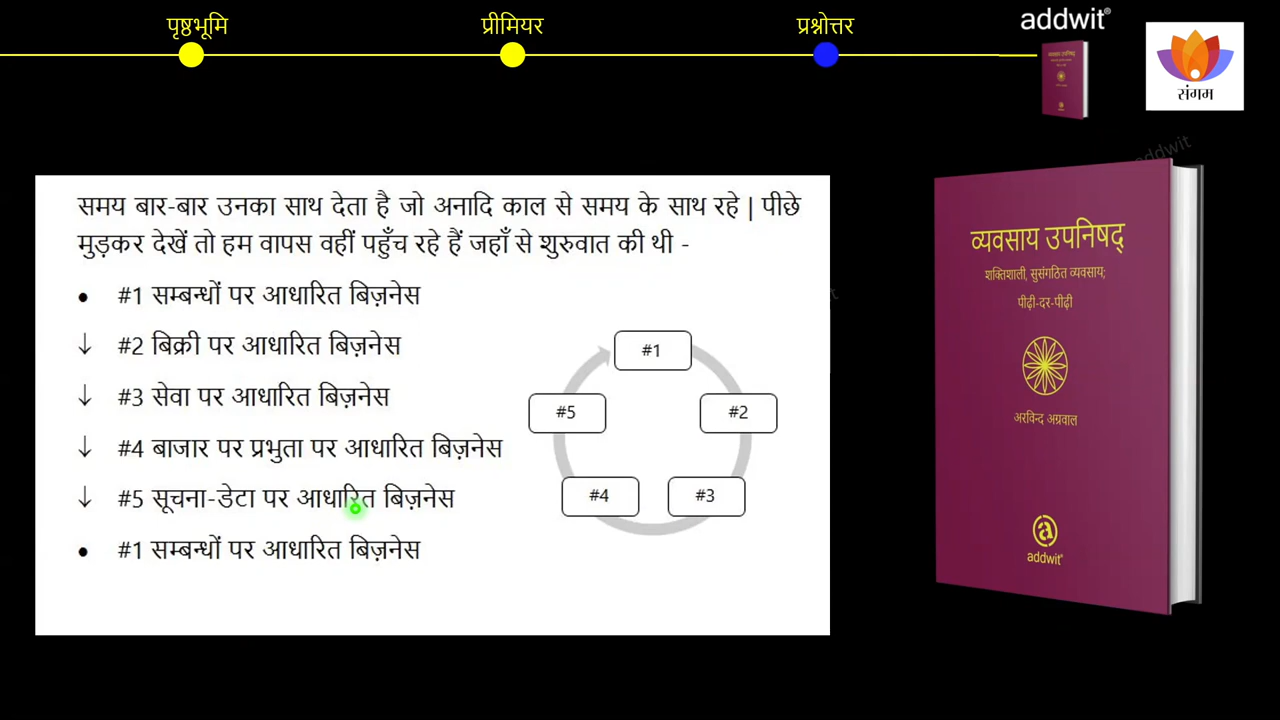 पृष्ठभूमि
प्रीमियर
प्रश्नोत्तर
addwit®
संगम
समय बार-बार उनका साथ देता है जो अनादि काल से समय के साथ रहे | पीछे
मुड़कर देखें तो हम वापस वहीं पहुँच रहे हैं जहाँ से शुरुवात की थी -
• #1 सम्बन्धों पर आधारित बिज़नेस
↓ #2 बिक्री पर आधारित बिज़नेस
↓ #3 सेवा पर आधारित बिज़नेस
↓ #4 बाजार पर प्रभुता पर आधारित बिज़नेस
↓ #5 सूचना-डेटा पर आधारित बिज़नेस
• #1 सम्बन्धों पर आधारित बिज़नेस
#1
#5
#2
#4
#3
addwit
व्यवसाय उपनिषद्
शक्तिशाली, सुसंगठित व्यवसाय;
पीढ़ी-दर-पीढ़ी
अरविन्द अग्रवाल
addwit®